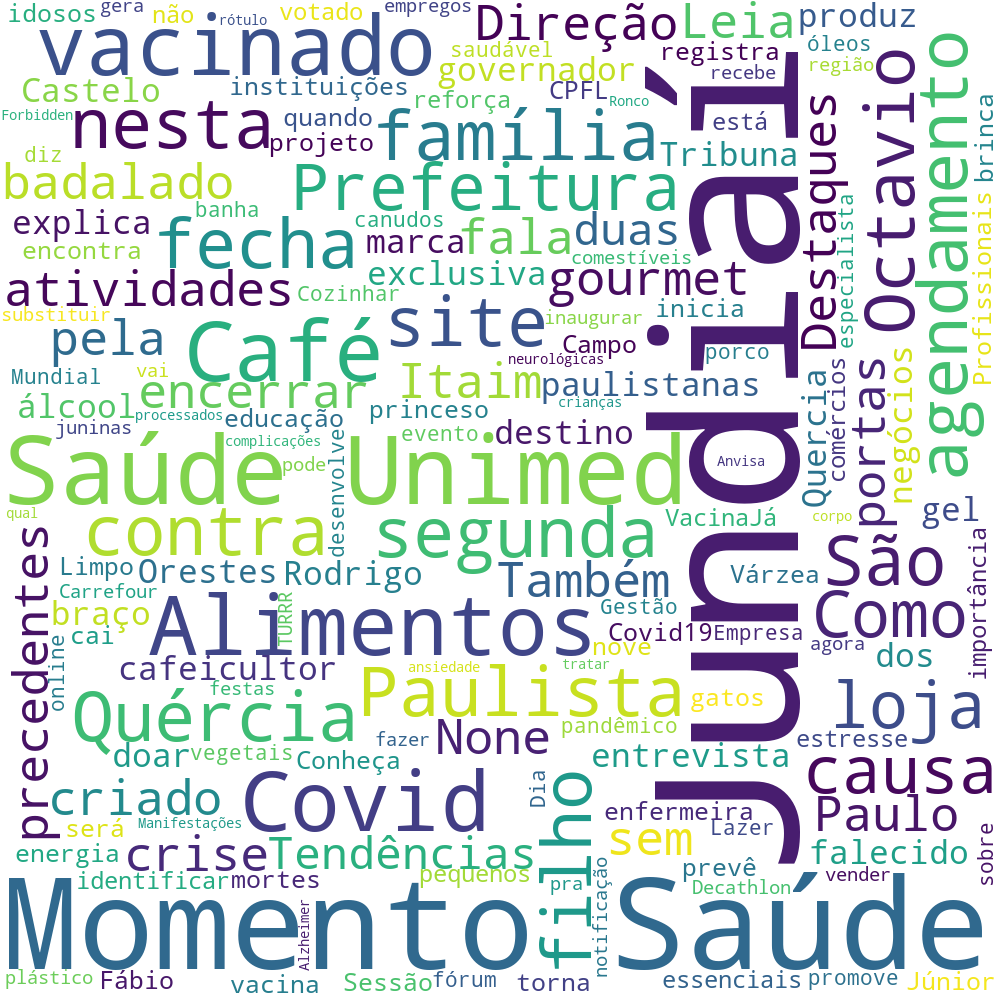 idosos
gera
não
rótulo
votado
empregos
Direção
Leia
produz
vacinado
saudável
governador
registra
óleos
Castelo
instituições
CPFL
recebe
região
Forbidden
nesta
quando
reforça
Ronco
está
projeto
família
Tribuna
Jundiaí
Destaques
Octavio
agendamento
brinca
diz
badalado
banha
Prefeitura
canudos
explica
encontra
fecha
marca
fala
duas
comestíveis
especialista
Profissionais
atividades
Cozinhar
exclusiva
gourmet
substituir
inaugurar
inicia
pela
Café
site
Campo
porco
neurológicas
Mundial
vai
encerrar
Itaim
paulistanas
álcool
processados
educação
princeso
crianças
juninas
complicações
evento
destino
Quercia
comércios
portas
negócios
Saúde Unimed
pode
desenvolve
Anvisa
qual
contra
segunda
VacinaJá
corpo
gel
precedentes
Limpo
Orestes
Rodrigo
Também
Várzea
São
importância
Carrefour
braço
TURRR
Alimentos
Gestão
Como
cai
Covid19
Empresa
agora
online
cafeicultor
ansiedade
nove
tratar
dos
festas
Quércia
Paulista
gatos
loja
fazer
None
pandêmico
estresse
doar
vegetais
Conheça
entrevista
causa
criado
Covid
Dia
filho
enfermeira
Paulo
será
Manifestações
sem
Lazer
energia
crise
Tendências
prevê
falecido
sobre
identificar
mortes
pequenos
pra
notificação
Decathlon
vender
Momento Saúde
Alzheimer
plástico
Fábio
vacina
Sessão
fórum
torna
essenciais
promove
Júnior